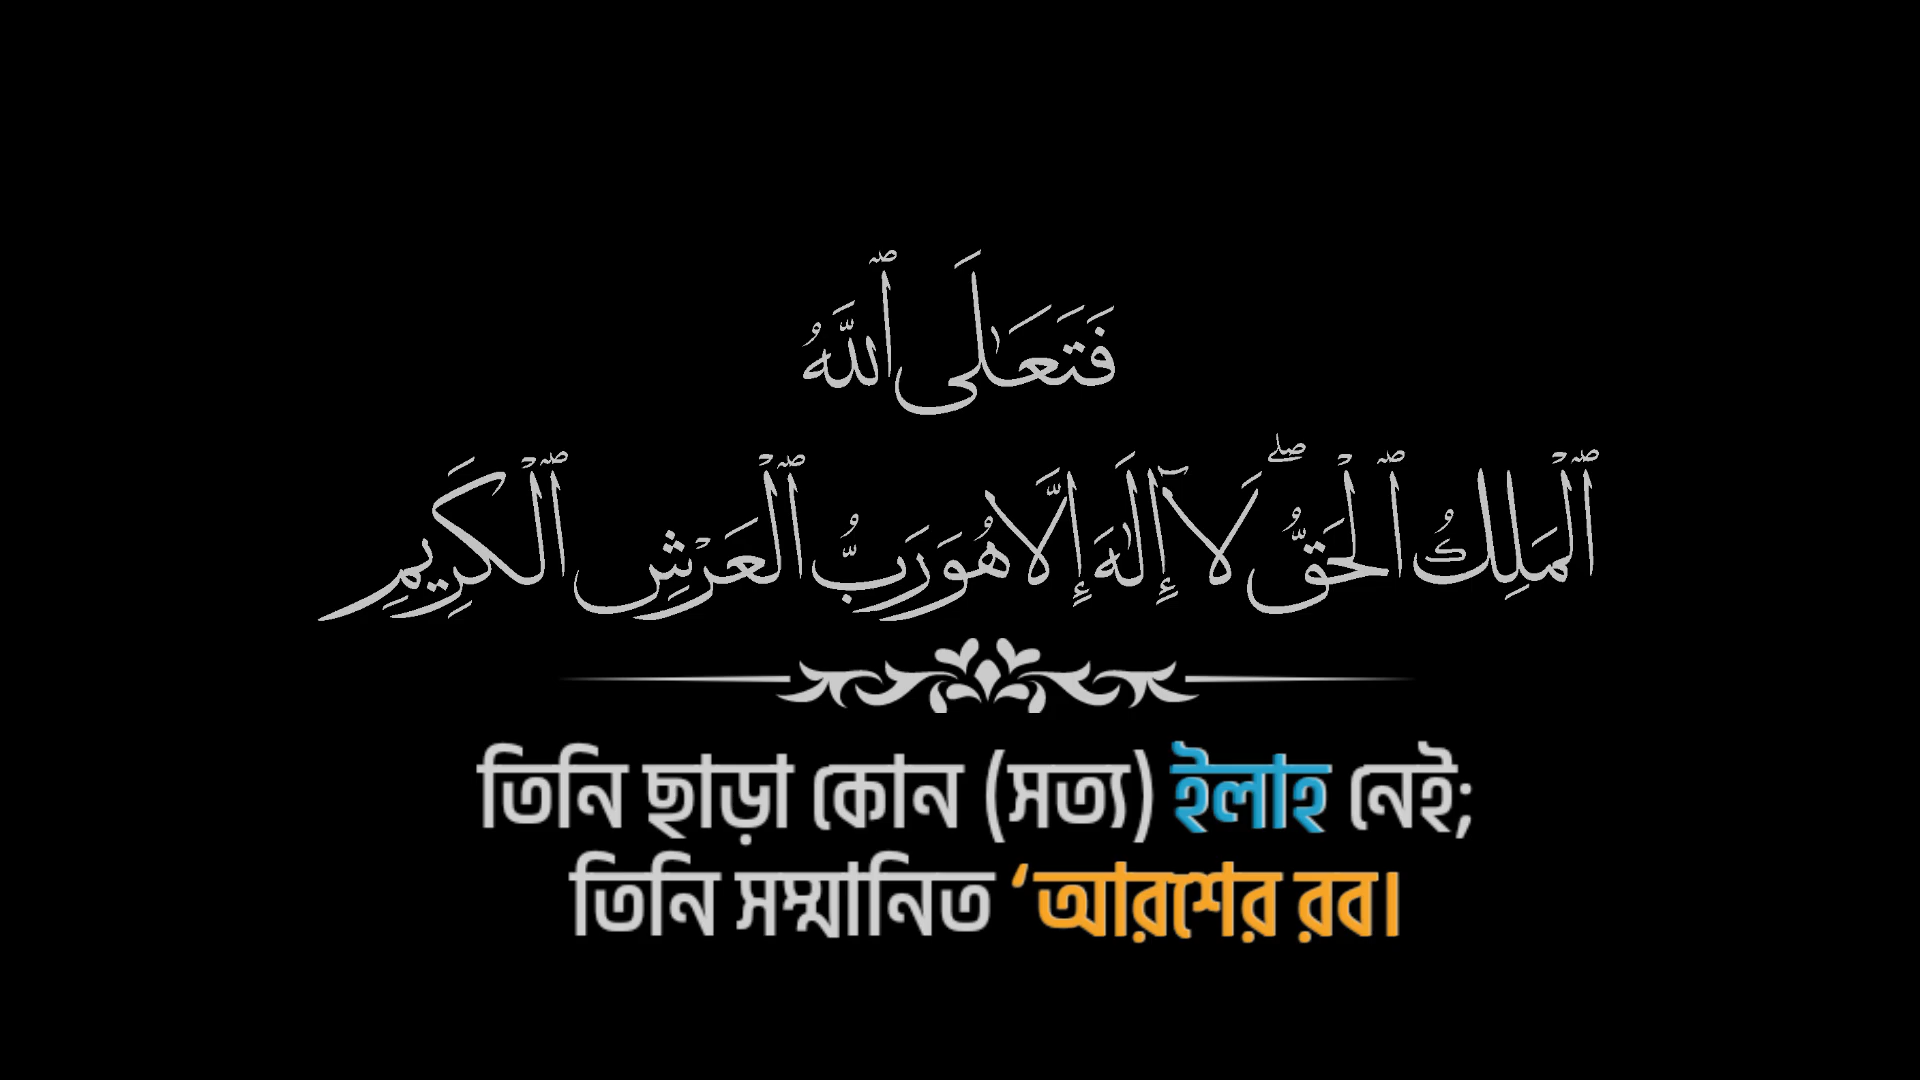 فَتَعَٰلَى ٱللَّهُ
ٱلْمَلِكُ ٱلْحَقُّ ۖ لَآ إِلَٰهَ إِلَّا هُوَ رَبُّ ٱلْعَرْشِ ٱلْكَرِيمِ
তিনি ছাড়া কোন (সত্য) ইলাহ নেই;
তিনি সম্মানিত ‘আরশের রব।